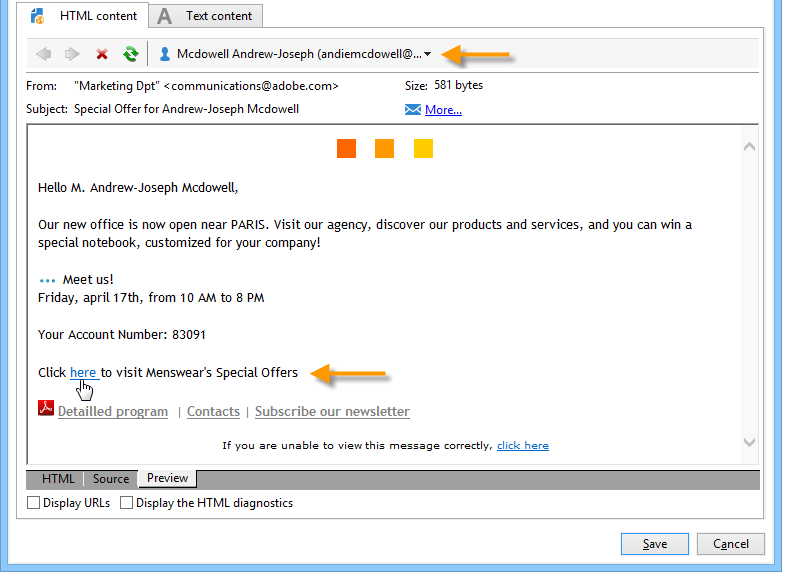 HTML content
Text content
Mcdowell Andrew-Joseph (andiemcdowell@...
From: "Marketing Dpt" <communications@adobe.com> Size: 581 bytes
Subject: Special Offer for Andrew-Joseph Mcdowell More...
Hello M. Andrew-Joseph Mcdowell,
Our new office is now open near PARIS. Visit our agency, discover our products and services, and you can win a
special notebook, customized for your company!
Meet us!
Friday, april 17th, from 10 AM to 8 PM
Your Account Number: 83091
Click here to visit Menswear's Special Offers
Detailled program | Contacts | Subscribe our newsletter
If you are unable to view this message correctly, click here
HTML Source Preview
Display URLs Display the HTML diagnostics
Save Cancel